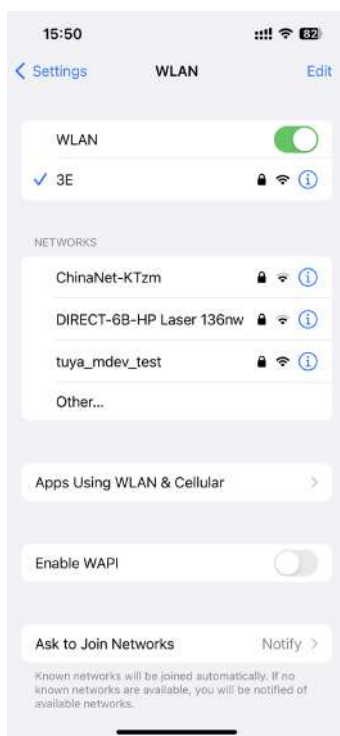 15:50
82
Settings
WLAN
Edit
WLAN
3E
NETWORKS
ChinaNet-KTzm
DIRECT-6B-HP Laser 136nw
tuya_mdev_test
Other...
Apps Using WLAN & Cellular
Enable WAPI
Ask to Join Networks
Notify
Known networks will be joined automatically. If no
known networks are available, you will be notified of
available networks.